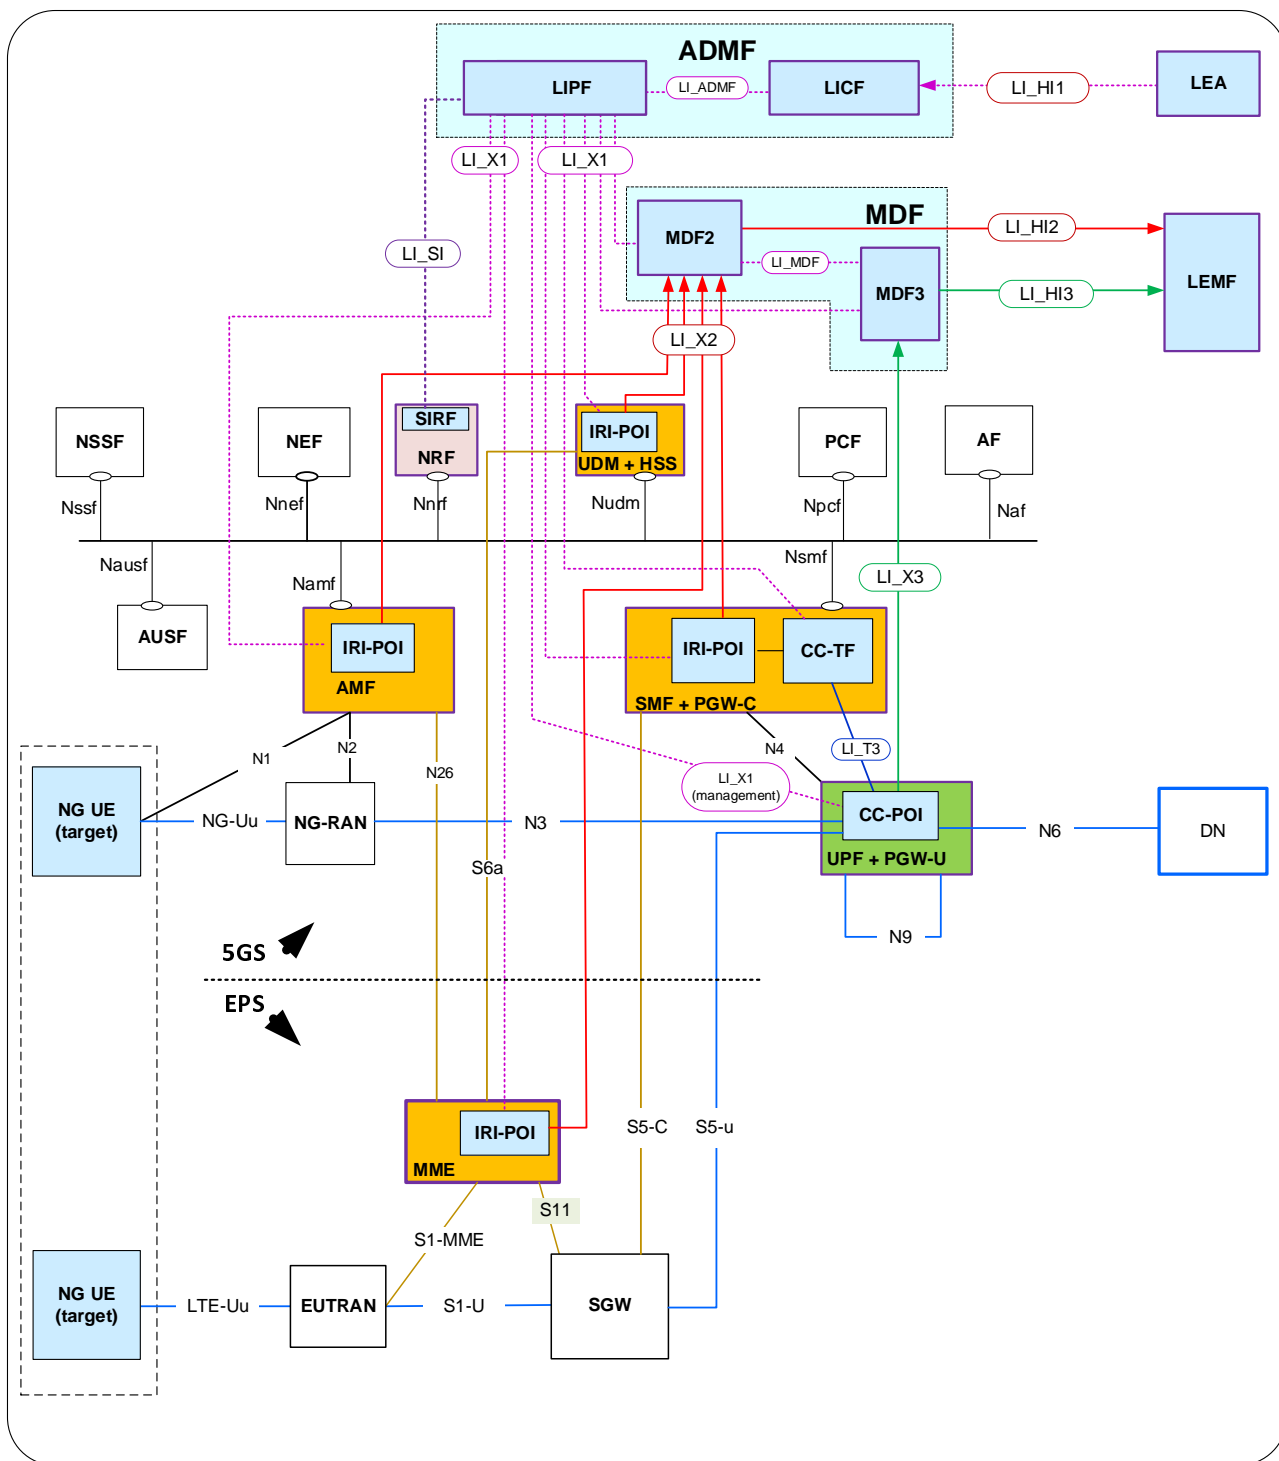 ADMF
LIPF
LI_ADMF
LICF
LI_HI1
LEA
LI_X1
LI_X1
MDF
MDF2
LI_HI2
LI_SI
LI_MDF
MDF3
LI_HI3
LEMF
LI_X2
SIRF
NRF
IRI-POI
UDM + HSS
NSSF
NEF
PCF
AF
Nssf
Nnef
Nnrf
Nudm
Npcf
Naf
Nausf
Namf
Nsmf
LI_X3
AUSF
IRI-POI
AMF
IRI-POI
CC-TF
SMF + PGW-C
N1
N2
N26
N4
LI_T3
LI_X1
(management)
NG UE
(target)
NG-Uu
NG-RAN
N3
CC-POI
UPF + PGW-U
N6
DN
S6a
N9
5GS
EPS
IRI-POI
MME
S5-C
S5-u
S11
S1-MME
NG UE
(target)
LTE-Uu
EUTRAN
S1-U
SGW